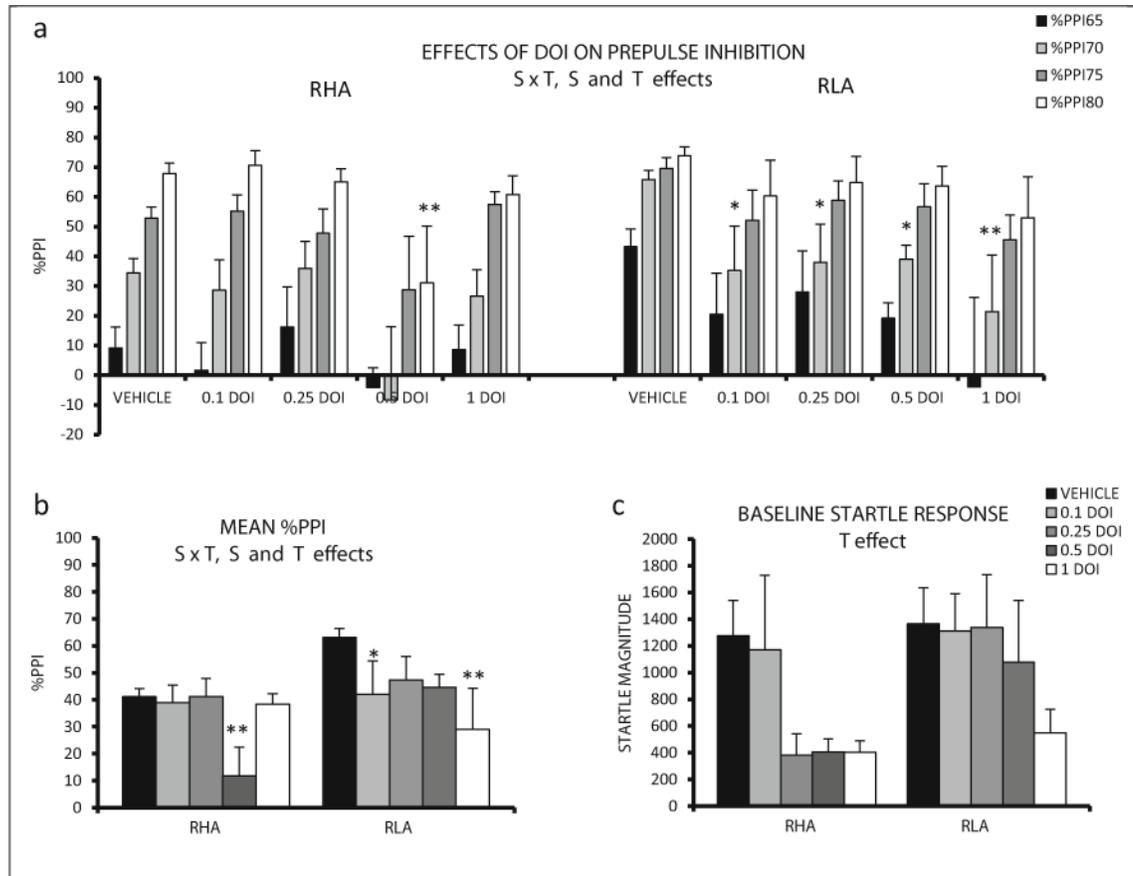 a
%PPI65
%PPI70
%PPI75
%PPI80
EFFECTS OF DOI ON PREPULSE INHIBITION
S x T, S and T effects
RHA
RLA
%PPI
100
90
80
70
60
50
40
30
20
10
0
-10
-20
**
*
*
*
**
VEHICLE 0.1 DOI 0.25 DOI 0.5 DOI 1 DOI VEHICLE 0.1 DOI 0.25 DOI 0.5 DOI 1 DOI
b
MEAN %PPI
S x T, S and T effects
%PPI
100
90
80
70
60
50
40
30
20
10
0
**
*
**
RHA RLA
c
BASELINE STARTLE RESPONSE
T effect
VEHICLE
0.1 DOI
0.25 DOI
0.5 DOI
1 DOI
STARTLE MAGNITUDE
2000
1800
1600
1400
1200
1000
800
600
400
200
0
RHA RLA